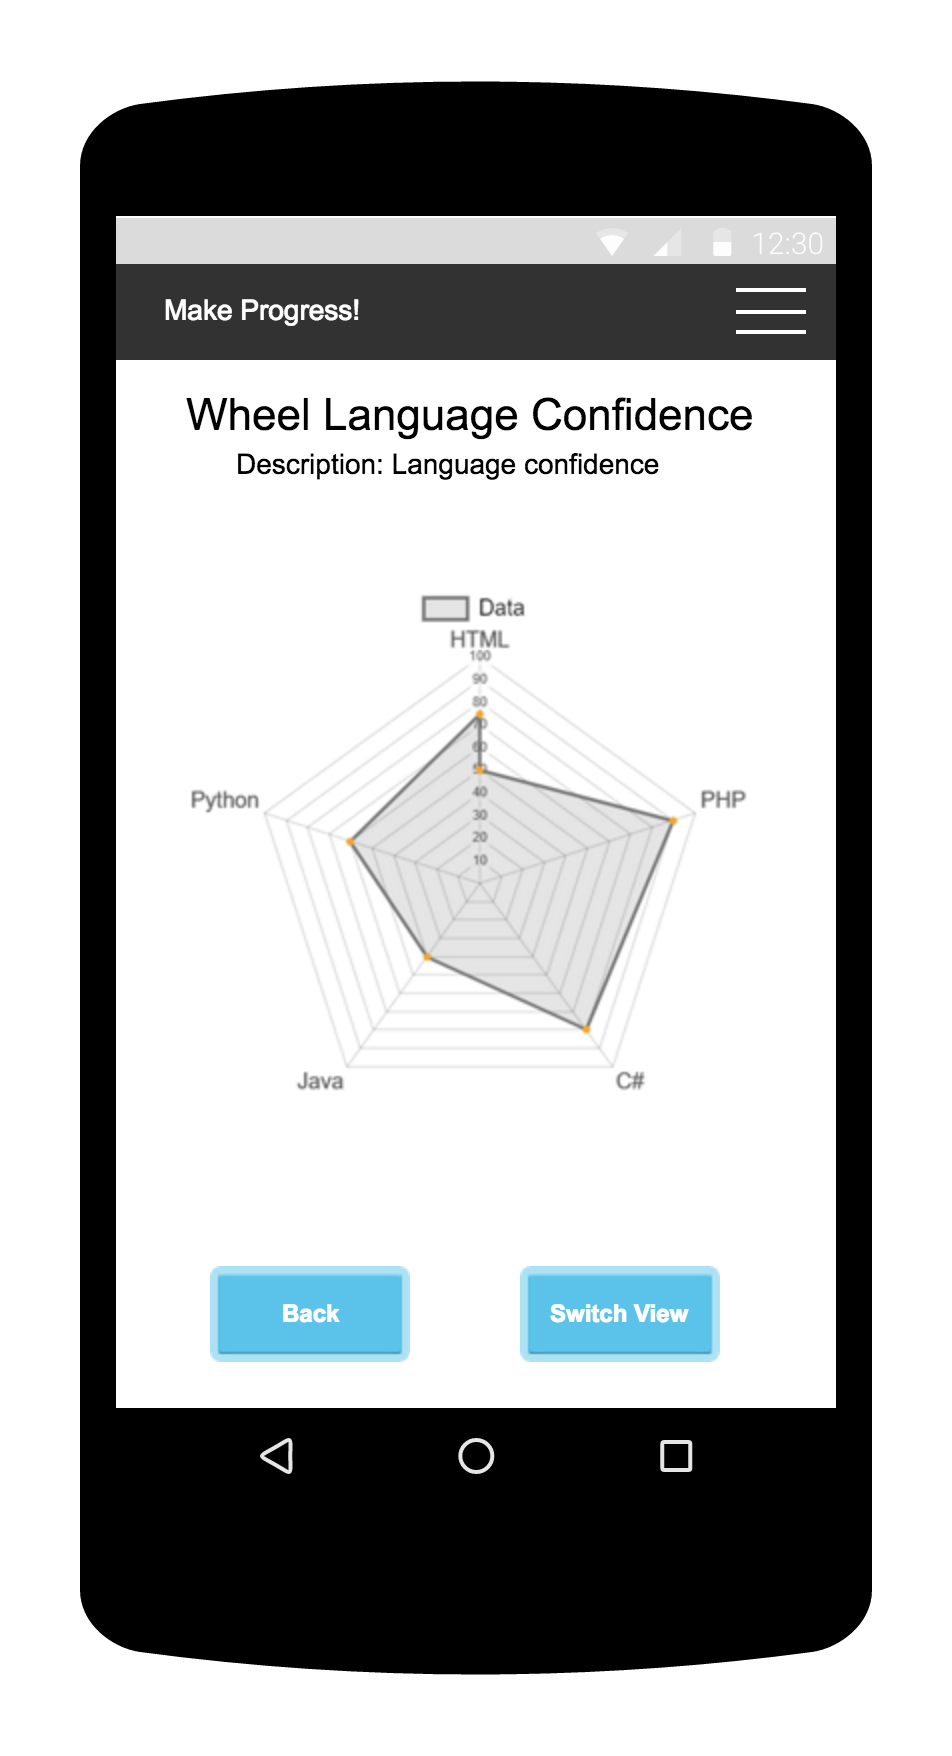 12:30
Make Progress!
Wheel Language Confidence
Description: Language confidence
Data
HTML
100
90
80
70
60
50
40
30
20
10
Python
PHP
Java
C#
Back
Switch View